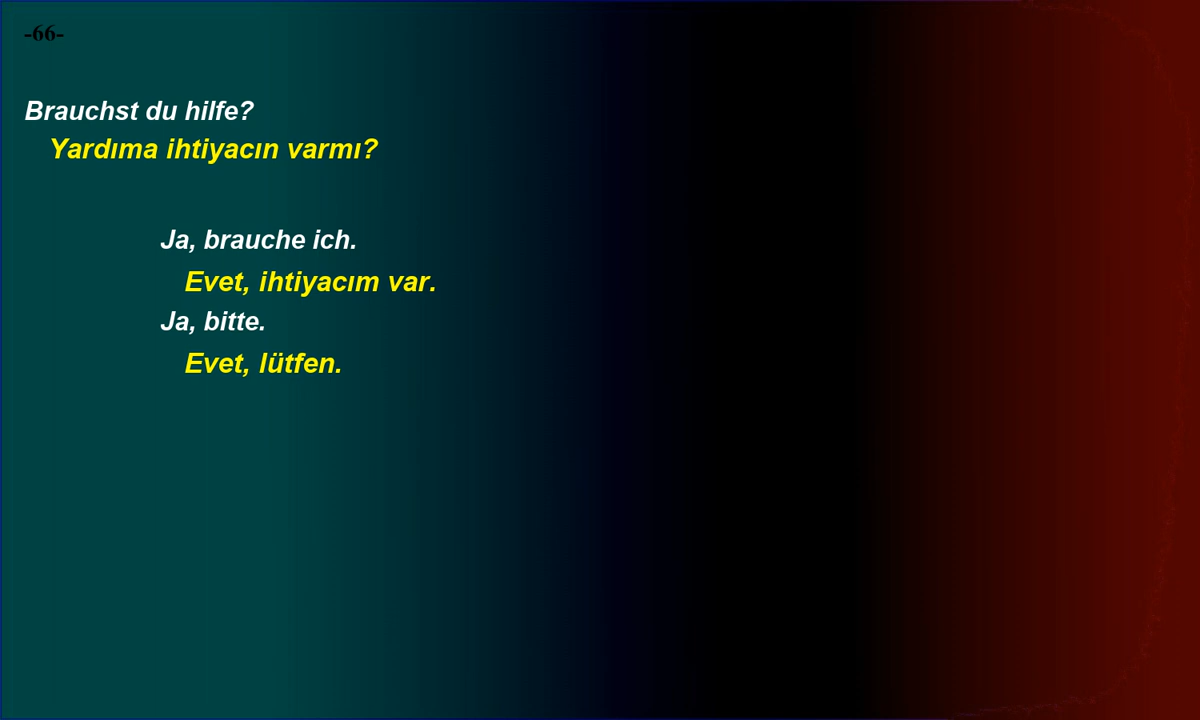 -66-
Brauchst du hilfe?
Yardıma ihtiyacın varmı?
Ja, brauche ich.
Evet, ihtiyacım var.
Ja, bitte.
Evet, lütfen.